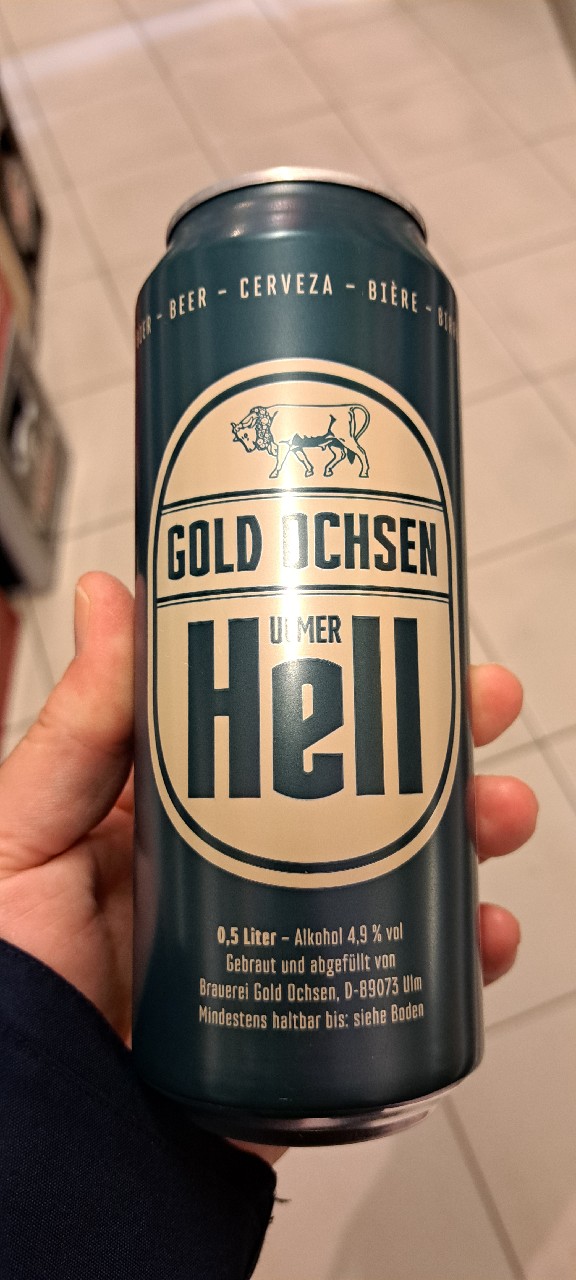 - BEER - CERVEZA - BIÈRE -
GOLD OCHSEN
ULMER
Hell
0,5 Liter – Alkohol 4,9 % vol
Gebraut und abgefüllt von
Brauerei Gold Ochsen, D-89073 Ulm
Mindestens haltbar bis: siehe Boden